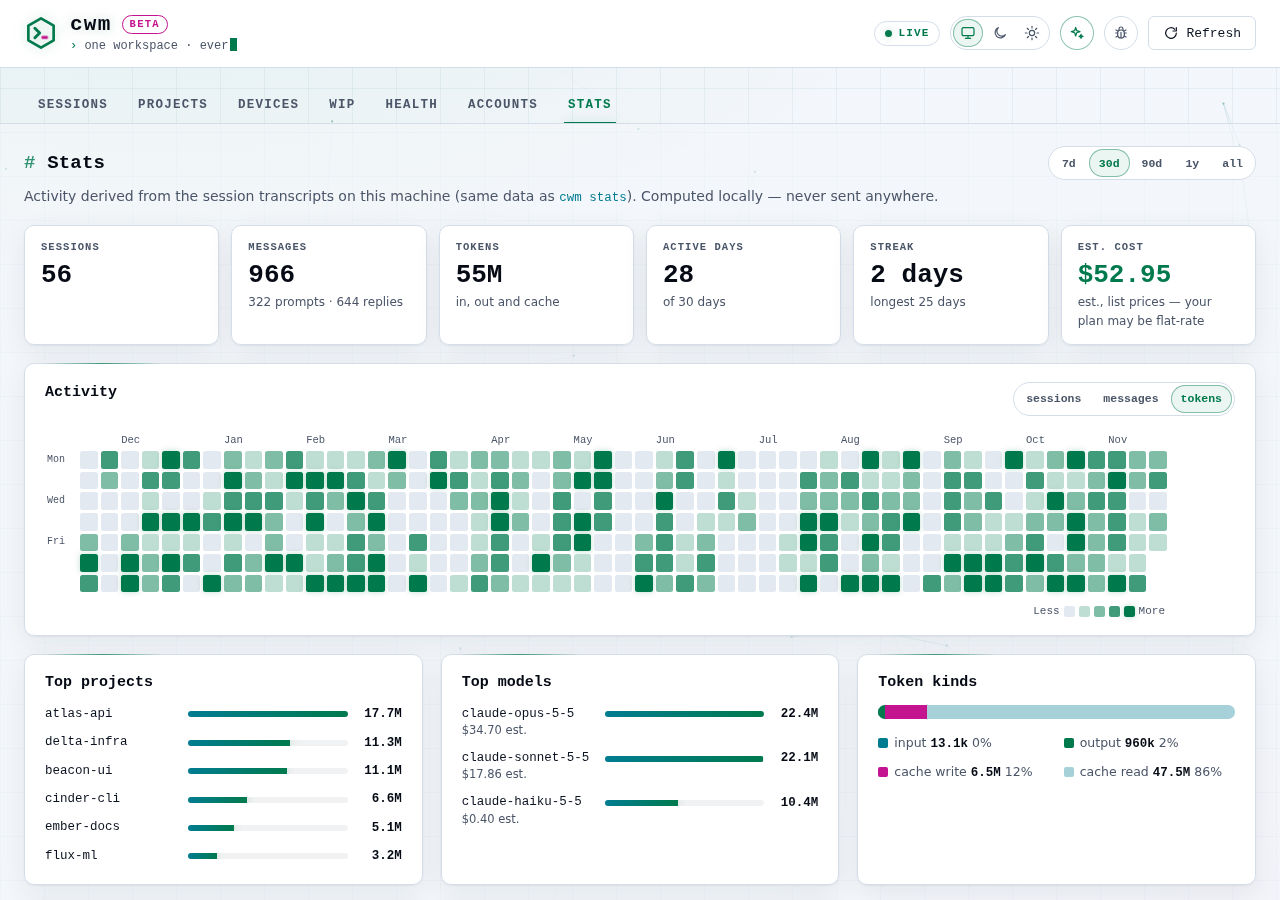 cwm BETA
› one workspace · ever
LIVE
Refresh
SESSIONS PROJECTS DEVICES WIP HEALTH ACCOUNTS STATS
# Stats
7d 30d 90d 1y all
Activity derived from the session transcripts on this machine (same data as cwm stats). Computed locally — never sent anywhere.
SESSIONS
56
MESSAGES
966
322 prompts · 644 replies
TOKENS
55M
in, out and cache
ACTIVE DAYS
28
of 30 days
STREAK
2 days
longest 25 days
EST. COST
$52.95
est., list prices — your
plan may be flat-rate
Activity
sessions messages tokens
Dec Jan Feb Mar Apr May Jun Jul Aug Sep Oct Nov
Mon
Wed
Fri
Less More
Top projects
atlas-api 17.7M
delta-infra 11.3M
beacon-ui 11.1M
cinder-cli 6.6M
ember-docs 5.1M
flux-ml 3.2M
Top models
claude-opus-5-5 22.4M
$34.70 est.
claude-sonnet-5-5 22.1M
$17.86 est.
claude-haiku-5-5 10.4M
$0.40 est.
Token kinds
input 13.1k 0% output 960k 2%
cache write 6.5M 12% cache read 47.5M 86%